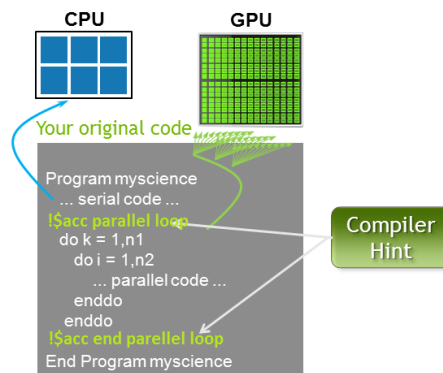 CPU
GPU
Your original code
Program myscience
... serial code ...
!$acc parallel loop
do k = 1,n1
do i = 1,n2
... parallel code ...
enddo
enddo
!$acc end parellel loop
End Program myscience
Compiler
Hint